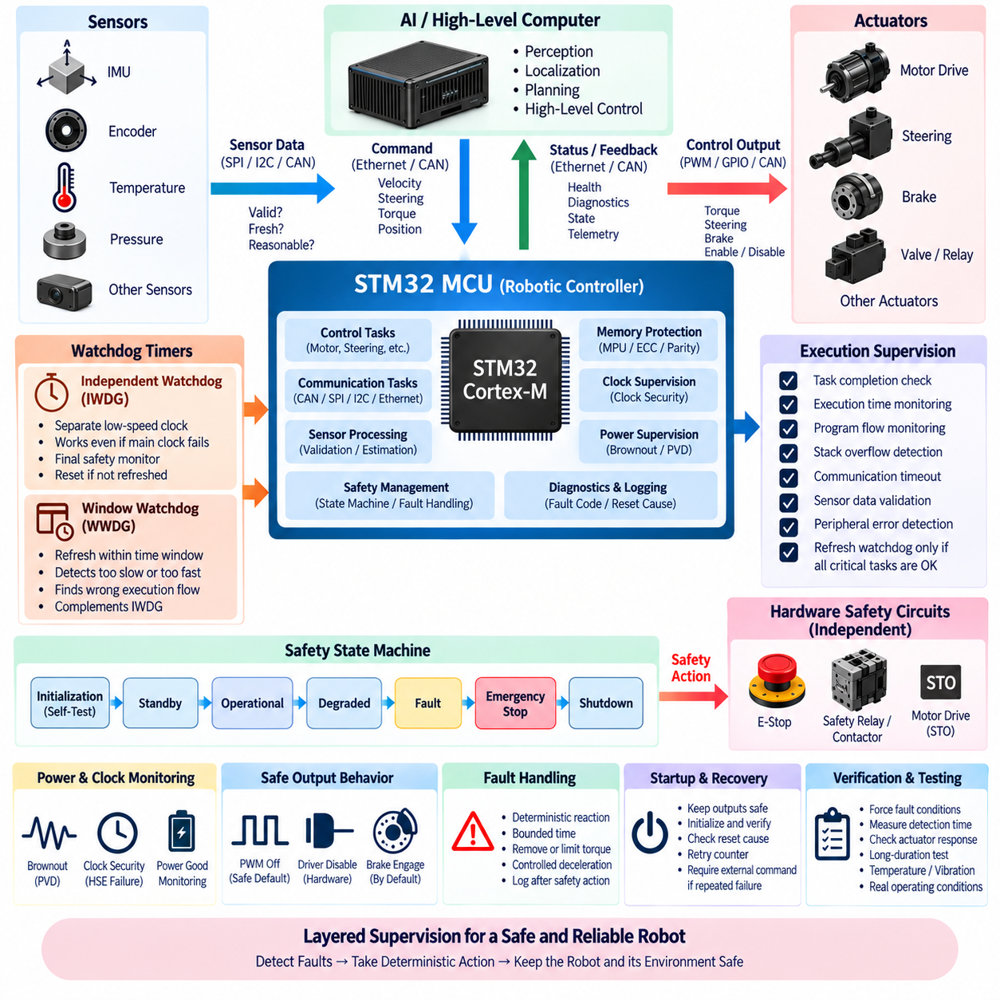 Sensors
IMU
Encoder
Temperature
Pressure
Other Sensors
AI / High-Level Computer
• Perception
• Localization
• Planning
• High-Level Control
Actuators
Motor Drive
Steering
Brake
Valve / Relay
Other Actuators
Sensor Data
(SPI / I2C / CAN)
Valid?
Fresh?
Reasonable?
Command
(Ethernet / CAN)
Velocity
Steering
Torque
Position
Status / Feedback
(Ethernet / CAN)
Health
Diagnostics
State
Telemetry
Control Output
(PWM / GPIO / CAN)
Torque
Steering
Brake
Enable / Disable
STM32 MCU (Robotic Controller)
Control Tasks
(Motor, Steering, etc.)
Communication Tasks
(CAN / SPI / I2C / Ethernet)
Sensor Processing
(Validation / Estimation)
STM32
Cortex-M
Memory Protection
(MPU / ECC / Parity)
Clock Supervision
(Clock Security)
Power Supervision
(Brownout / PVD)
Safety Management
(State Machine / Fault Handling)
Diagnostics & Logging
(Fault Code / Reset Cause)
Watchdog Timers
Independent Watchdog
(IWDG)
• Separate low-speed clock
• Works even if main clock fails
• Final safety monitor
• Reset if not refreshed
Window Watchdog
(WWDG)
• Refresh within time window
• Detects too slow or too fast
• Finds wrong execution flow
• Complements IWDG
Execution Supervision
Task completion check
Execution time monitoring
Program flow monitoring
Stack overflow detection
Communication timeout
Sensor data validation
Peripheral error detection
Refresh watchdog only if
all critical tasks are OK
Safety State Machine
Initialization
(Self-Test)
Standby
Operational
Degraded
Fault
Emergency
Stop
Shutdown
Safety
Action
Hardware Safety Circuits
(Independent)
E-Stop
Safety Relay /
Contactor
STO
Motor Drive
(STO)
Power & Clock Monitoring
Brownout
(PVD)
Clock Security
(HSE Failure)
Power Good
Monitoring
Safe Output Behavior
PWM Off
(Safe Default)
Driver Disable
(Hardware)
Brake Engage
(By Default)
Fault Handling
• Deterministic reaction
• Bounded time
• Remove or limit torque
• Controlled deceleration
• Log after safety action
Startup & Recovery
• Keep outputs safe
• Initialize and verify
• Check reset cause
• Retry counter
• Require external command
if repeated failure
Verification & Testing
• Force fault conditions
• Measure detection time
• Check actuator response
• Long-duration test
• Temperature / Vibration
• Real operating conditions
Layered Supervision for a Safe and Reliable Robot
Detect Faults → Take Deterministic Action → Keep the Robot and its Environment Safe